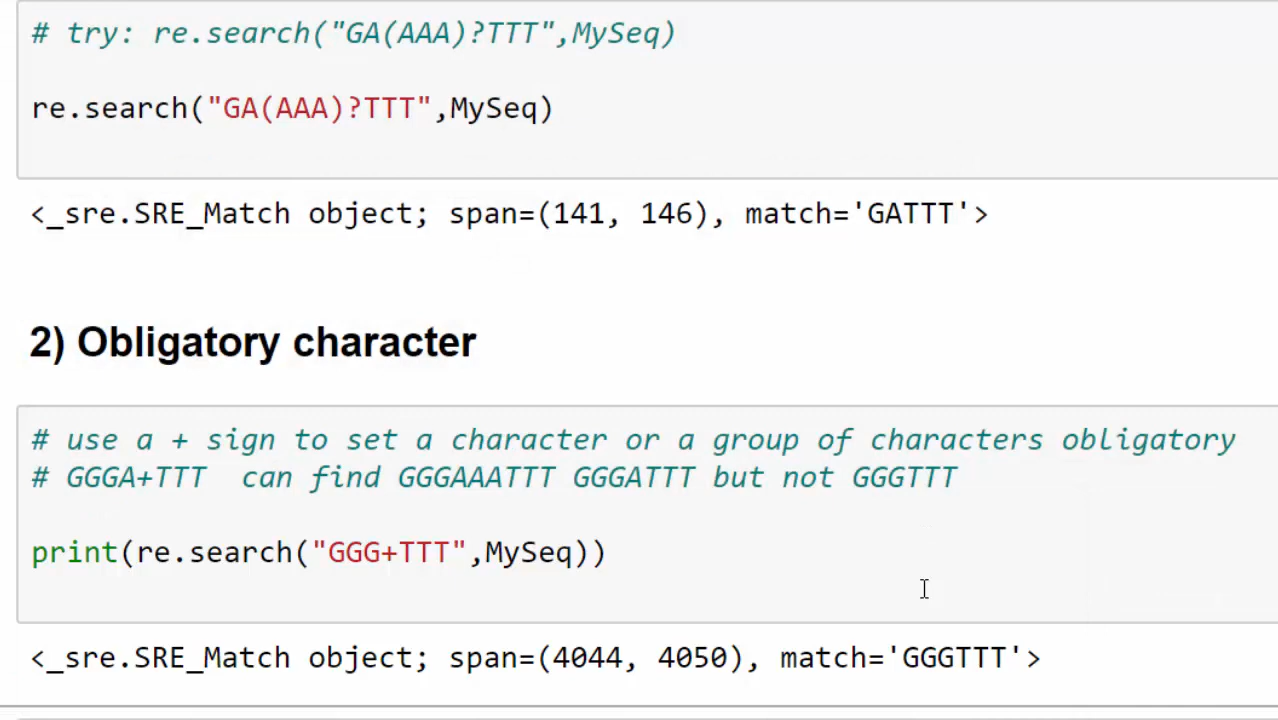 # try: re.search("GA(AAA)?TTT",MySeq)
re.search("GA(AAA)?TTT",MySeq)
<_sre.SRE_Match object; span=(141, 146), match='GATTT'>
2) Obligatory character
# use a + sign to set a character or a group of characters obligatory
# GGGA+TTT  can find GGGAAATTT GGGATTT but not GGGTTT
print(re.search("GGG+TTT",MySeq))
<_sre.SRE_Match object; span=(4044, 4050), match='GGGTTT'>